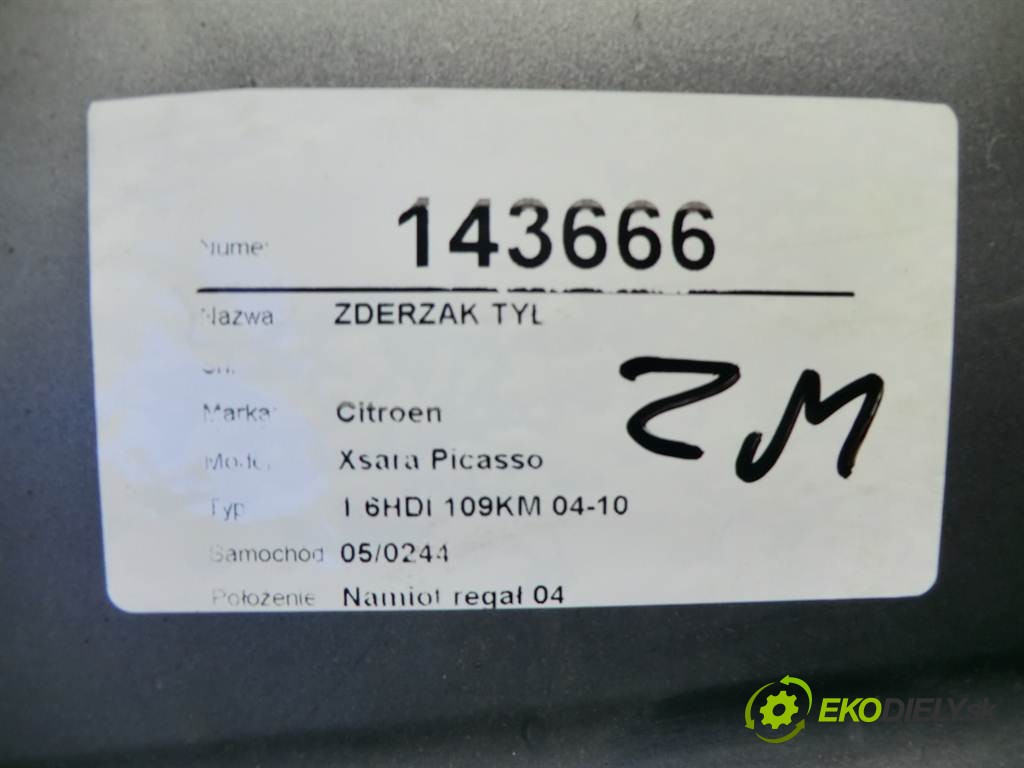 Numer 143666
Nazwa ZDERZAK TYŁ
Marka: Citroen
Model Xsara Picasso
Typ 1.6HDI 109KM 04-10
Samochód 05/0244
Położenie Namiot regał 04
ZM
EKODIELY.sk